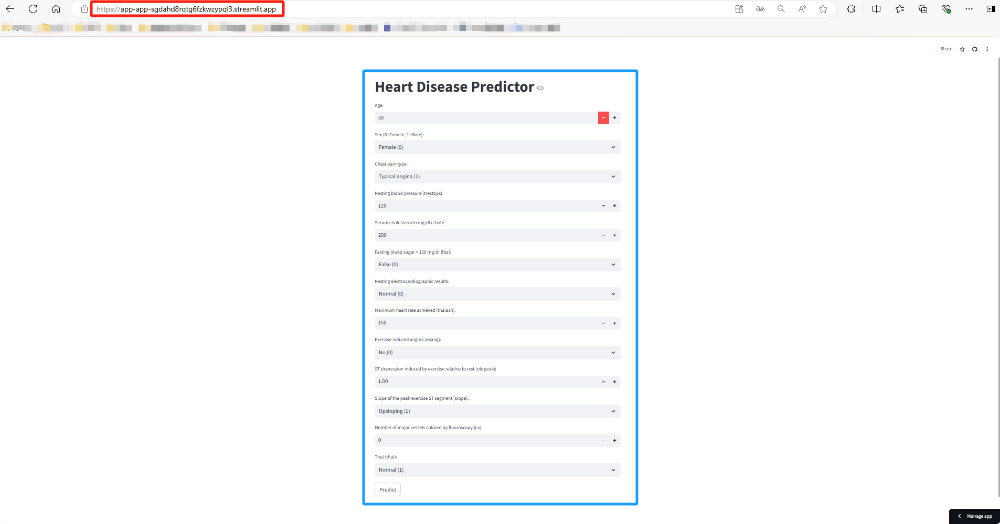 https://app-app-sgdahd8rqtg6fzkwzypql3.streamlit.app
Share
Heart Disease Predictor
Age:
50
Sex (0=Female, 1=Male):
Female (0)
Chest pain type:
Typical angina (1)
Resting blood pressure (trestbps):
120
Serum cholesterol in mg/dl (chol):
200
Fasting blood sugar > 120 mg/dl (fbs):
False (0)
Resting electrocardiographic results:
Normal (0)
Maximum heart rate achieved (thalach):
150
Exercise induced angina (exang):
No (0)
ST depression induced by exercise relative to rest (oldpeak):
1.00
Slope of the peak exercise ST segment (slope):
Upsloping (1)
Number of major vessels colored by fluoroscopy (ca):
0
Thal (thal):
Normal (1)
Predict
Manage app